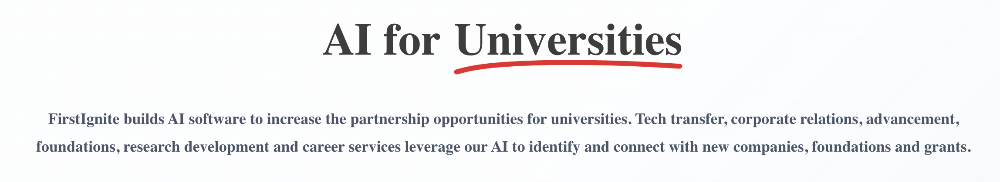 AI for Universities
FirstIgnite builds AI software to increase the partnership opportunities for universities. Tech transfer, corporate relations, advancement,
foundations, research development and career services leverage our AI to identify and connect with new companies, foundations and grants.